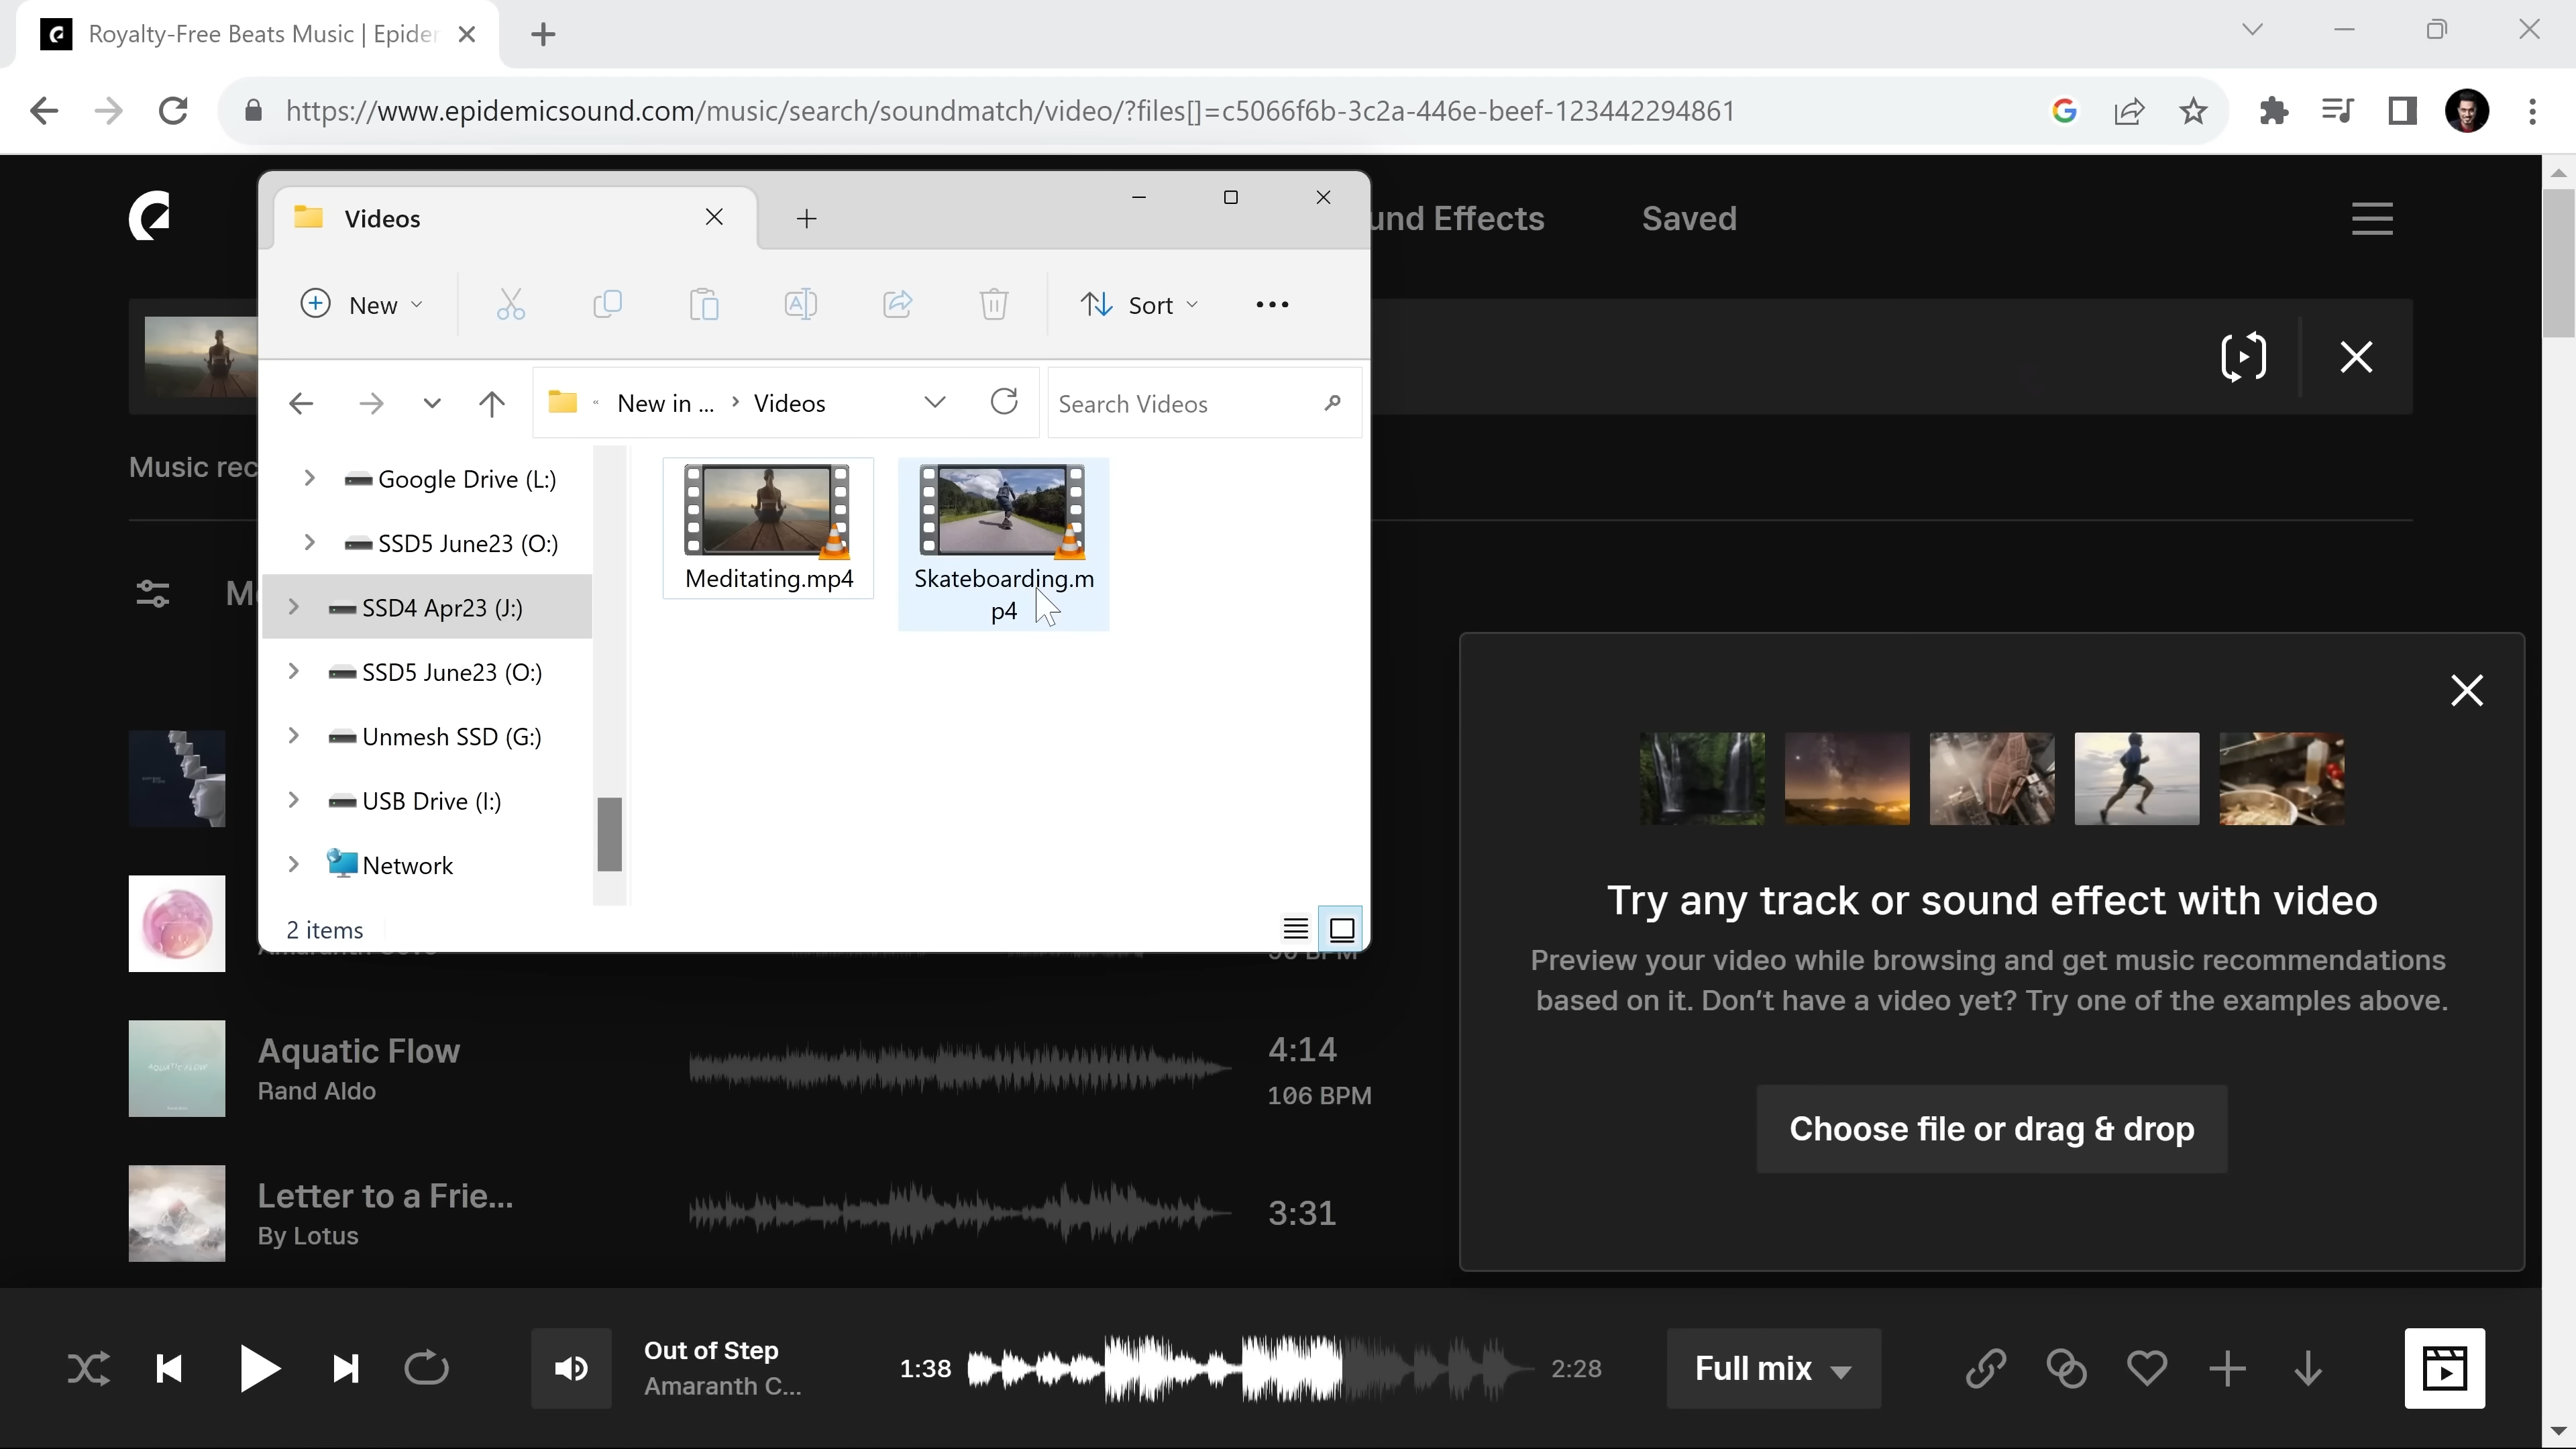 Royalty-Free Beats Music | Epider
https://www.epidemicsound.com/music/search/soundmatch/video/?files[]=c5066f6b-3c2a-446e-beef-123442294861
Videos
und Effects
Saved
New
Sort
New in ...
Videos
Search Videos
Music rec
Google Drive (L:)
SSD5 June23 (O:)
SSD4 Apr23 (J:)
SSD5 June23 (O:)
Unmesh SSD (G:)
USB Drive (I:)
Network
Meditating.mp4
Skateboarding.m
p4
2 items
90 BPM
Try any track or sound effect with video
Preview your video while browsing and get music recommendations
based on it. Don't have a video yet? Try one of the examples above.
Choose file or drag & drop
AQUATIC FLOW
Aquatic Flow
Rand Aldo
4:14
106 BPM
Letter to a Frie...
By Lotus
3:31
Out of Step
Amaranth C...
1:38
2:28
Full mix